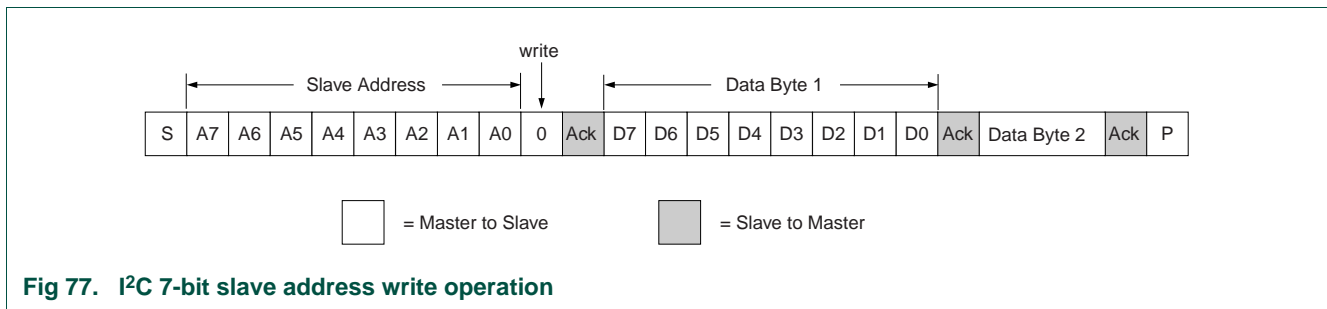 write
Slave Address
Data Byte 1
S A7 A6 A5 A4 A3 A2 A1 A0 0 Ack D7 D6 D5 D4 D3 D2 D1 D0 Ack Data Byte 2 Ack P
= Master to Slave
= Slave to Master
Fig 77. I²C 7-bit slave address write operation